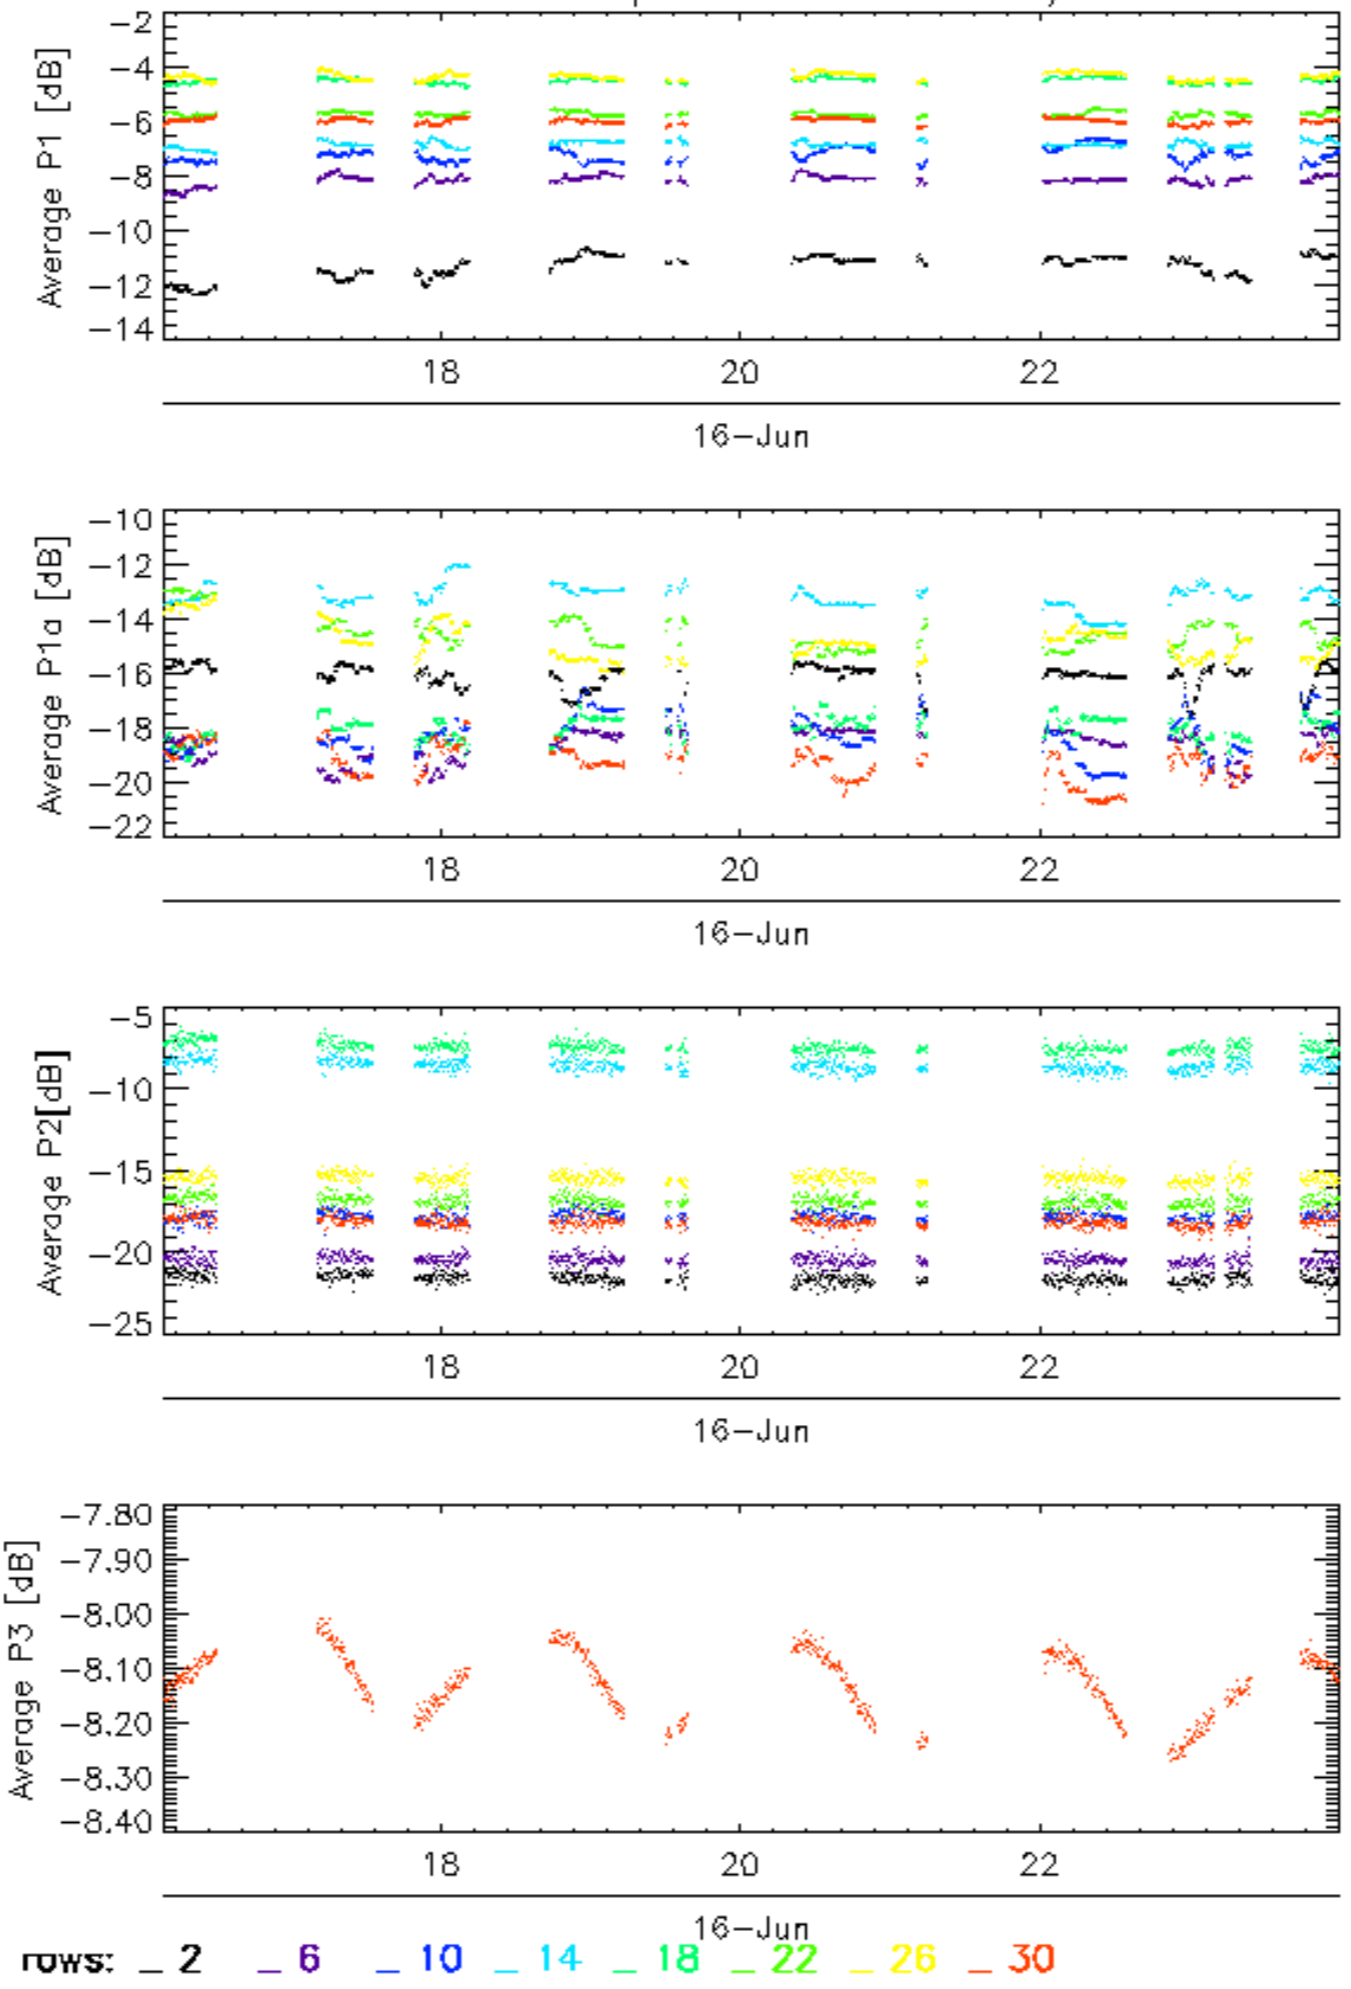 Average P1 [dB]
−2
−4
−6
−8
−10
−12
−14
18 20 22
16−Jun
Average P1a [dB]
−10
−12
−14
−16
−18
−20
−22
18 20 22
16−Jun
Average P2[dB]
−5
−10
−15
−20
−25
18 20 22
16−Jun
Average P3 [dB]
−7.80
−7.90
−8.00
−8.10
−8.20
−8.30
−8.40
18 20 22
16−Jun
rows: _ 2 _ 6 _ 10 _ 14 _ 18 _ 22 _ 26 _ 30